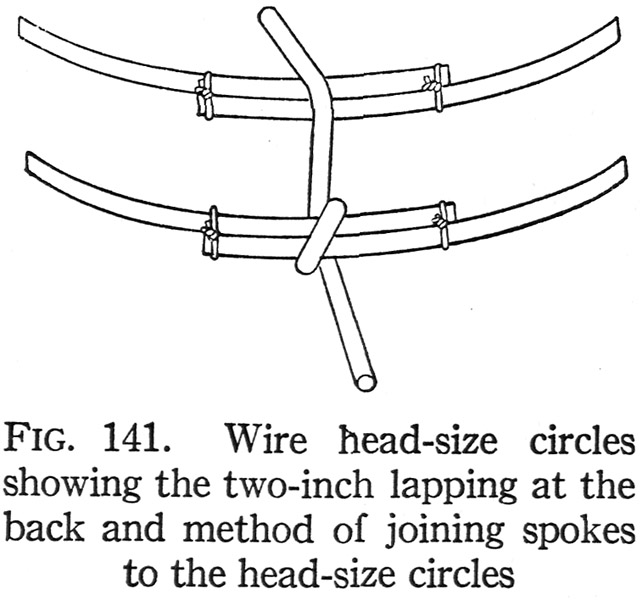 FIG. 141. Wire head-size circles
showing the two-inch lapping at the
back and method of joining spokes
to the head-size circles